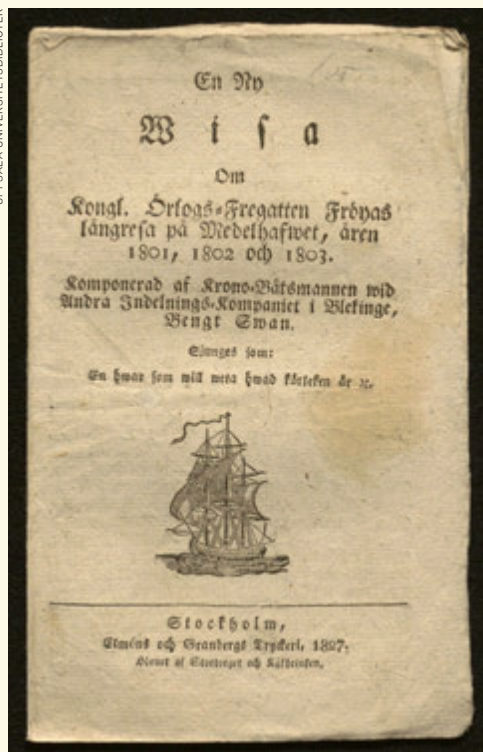 En Ny
Wisa
Om
Kongl. Örlogs-Fregatten Fröyas
långresa på Medelhafwet, åren
1801, 1802 och 1803.
Komponerad af Krono-Båtsmannen wid
Andra Indelnings-Kompaniet i Blekinge,
Bengt Swan.
Sjunges som:
En hwar som will weta hwad kärleken är ꝛc.
Stockholm,
Elméns och Granbergs Tryckeri, 1827.